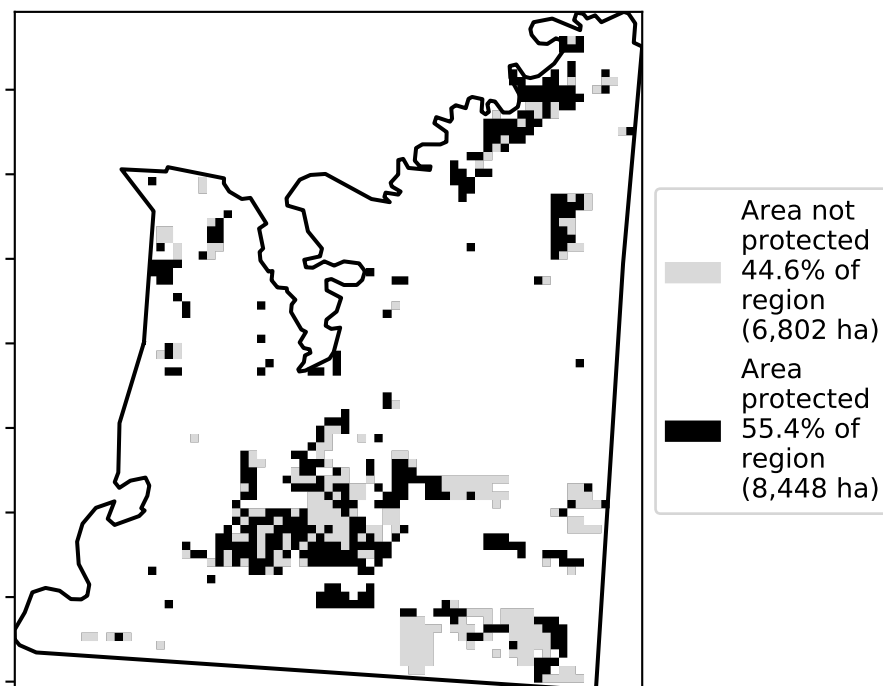 Area not
protected
44.6% of
region
(6,802 ha)
Area
protected
55.4% of
region
(8,448 ha)